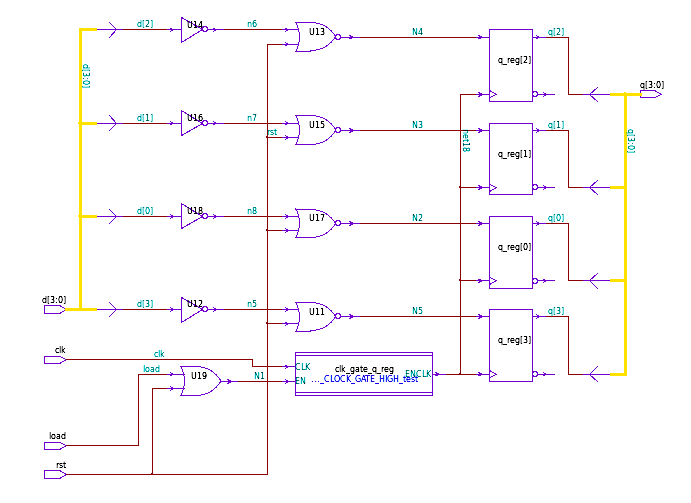 d[2] U14 n6 U13 N4 q[2]
q_reg[2]
d[3:0] q[3:0]
d[1] U16 n7 U15 N3 q[1]
rst net18 q[3:0]
q_reg[1]
d[0] U18 n8 U17 N2 q[0]
q_reg[0]
d[3:0] d[3] U12 n5 U11 N5 q[3]
q_reg[3]
clk clk
load CLK clk_gate_q_reg
U19 N1 EN ..._CLOCK_GATE_HIGH_test ENCLK
load
rst